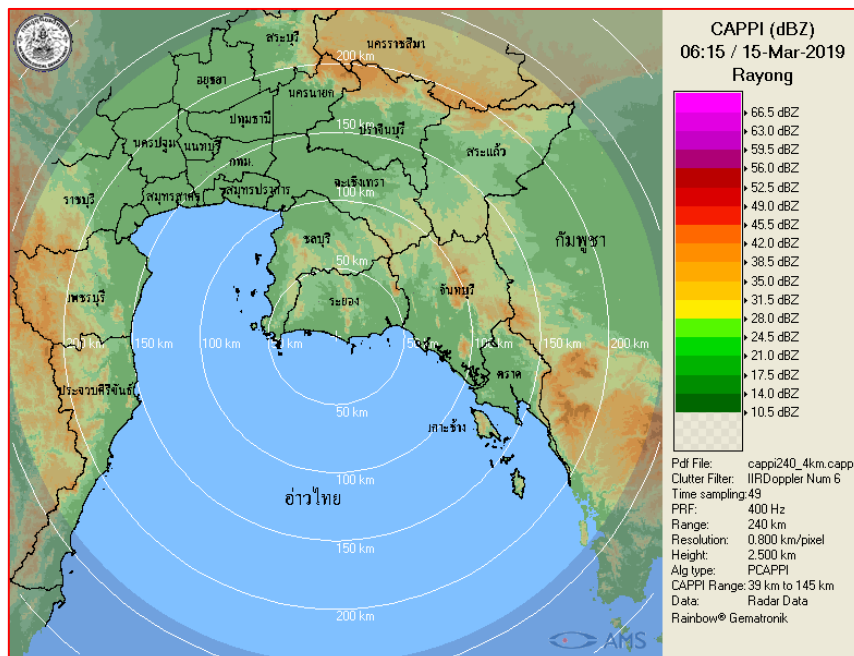 CAPPI (dBZ)
06:15 / 15-Mar-2019
Rayong
66.5 dBZ
63.0 dBZ
59.5 dBZ
56.0 dBZ
52.5 dBZ
49.0 dBZ
45.5 dBZ
42.0 dBZ
38.5 dBZ
35.0 dBZ
31.5 dBZ
28.0 dBZ
24.5 dBZ
21.0 dBZ
17.5 dBZ
14.0 dBZ
10.5 dBZ
Pdf File: cappi240_4km.capp
Clutter Filter: IIRDoppler Num 6
Time sampling:49
PRF: 400 Hz
Range: 240 km
Resolution: 0.800 km/pixel
Height: 2.500 km
Alg type: PCAPPI
CAPPI Range: 39 km to 145 km
Data: Radar Data
Rainbow® Gematronik
สระบุรี
นครราชสีมา
200 km
อยุธยา
นครนายก
ปทุมธานี
150 km
ปราจีนบุรี
นครปฐม
นนทบุรี
สระแก้ว
กทม.
ฉะเชิงเทรา
ราชบุรี
สมุทรสาคร
สมุทรปราการ
100 km
ชลบุรี
กัมพูชา
50 km
เพชรบุรี
ระยอง
จันทบุรี
200 km
150 km
100 km
50 km
50 km
100 km
150 km
200 km
ประจวบคีรีขันธ์
ตราด
50 km
เกาะช้าง
100 km
อ่าวไทย
150 km
200 km
AMS